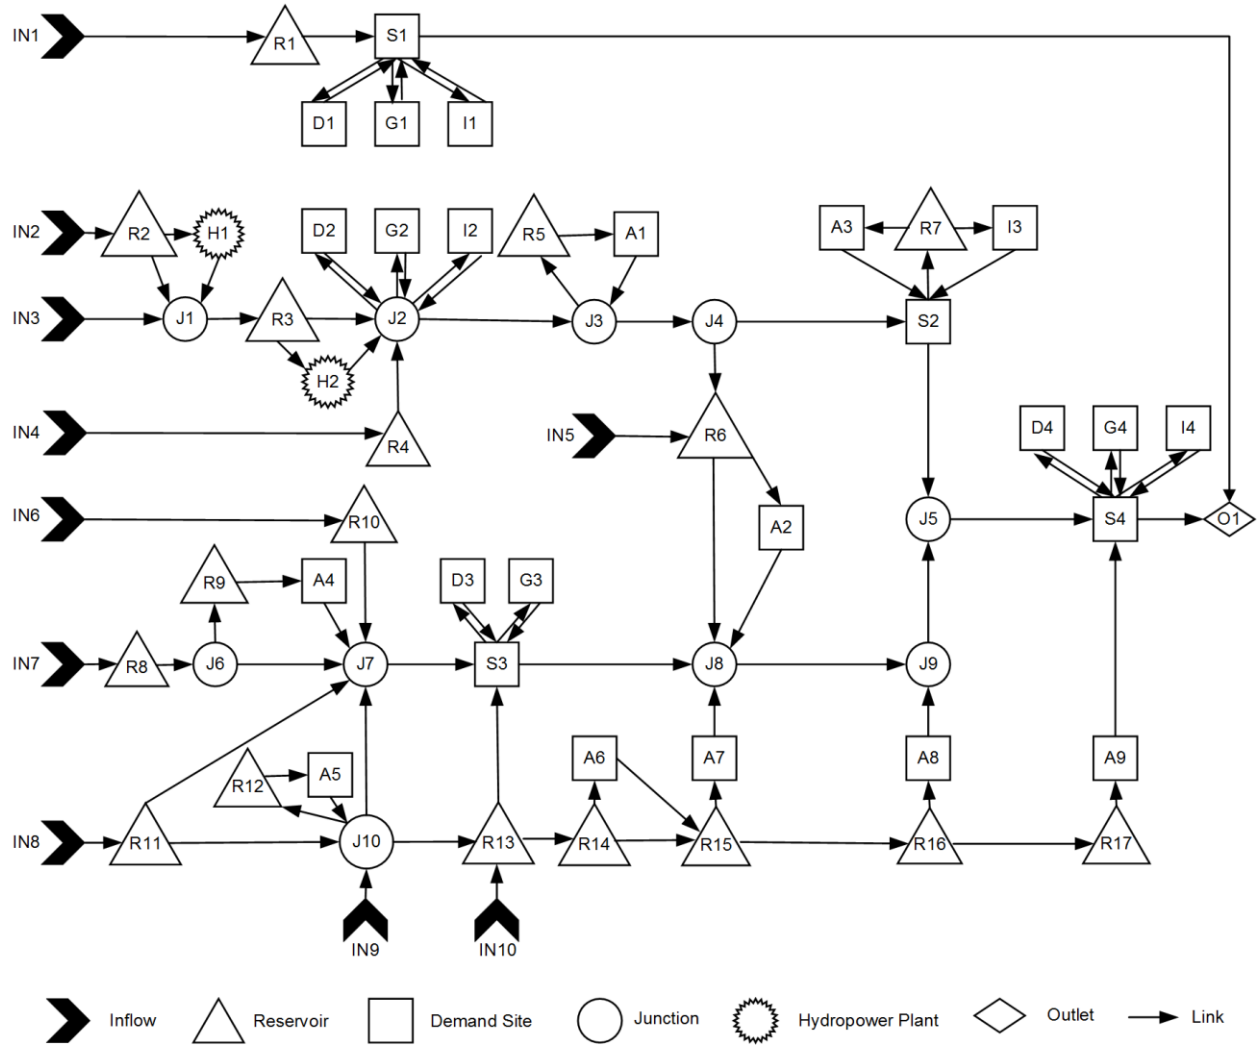 IN1
R1
S1
D1
G1
I1
IN2
R2
H1
D2
G2
I2
R5
A1
A3
R7
I3
IN3
J1
R3
J2
J3
J4
S2
H2
IN4
R4
IN5
R6
D4
G4
I4
IN6
R10
A2
J5
S4
O1
R9
A4
D3
G3
IN7
R8
J6
J7
S3
J8
J9
R12
A5
A6
A7
A8
A9
IN8
R11
J10
R13
R14
R15
R16
R17
IN9
IN10
Inflow
Reservoir
Demand Site
Junction
Hydropower Plant
Outlet
Link